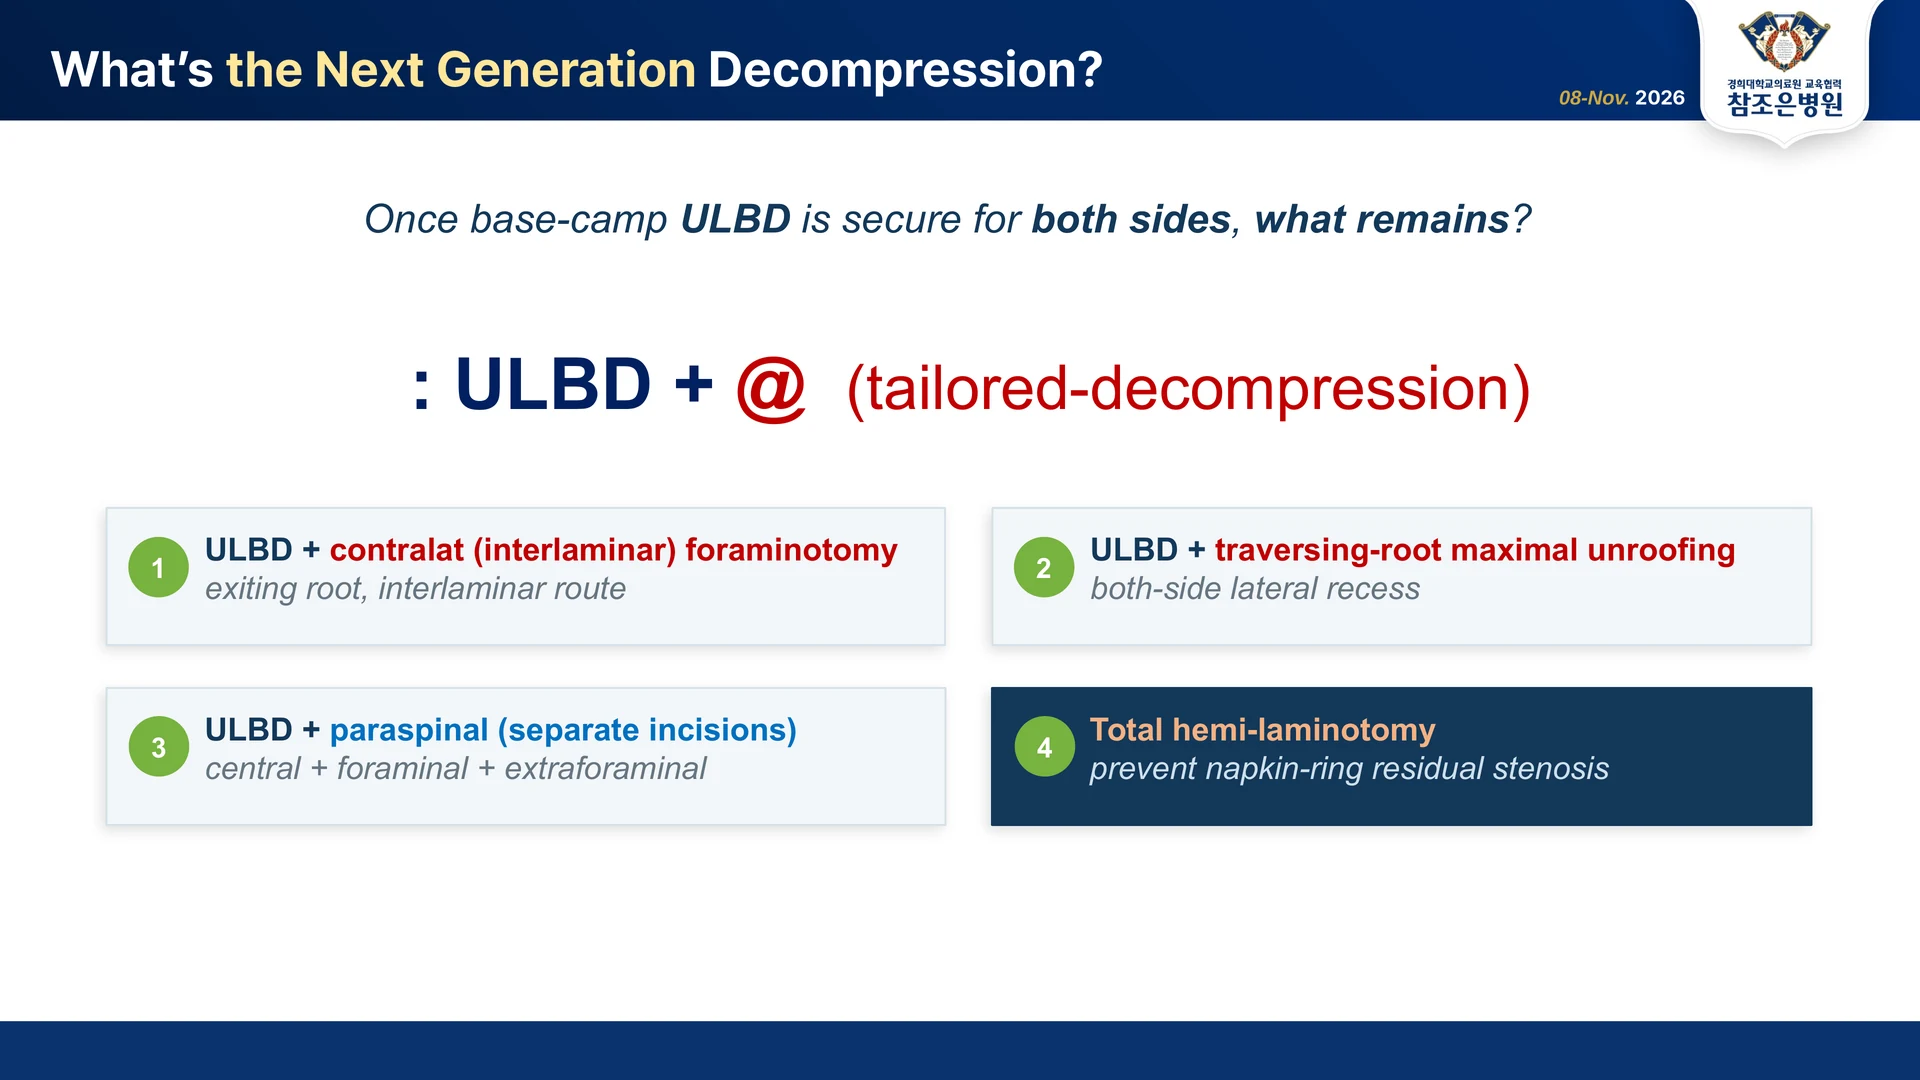 What’s the Next Generation Decompression?
08-Nov. 2026
경희대학교의료원 교육협력
참조은병원
Once base-camp ULBD is secure for both sides, what remains?
: ULBD + @ (tailored-decompression)
1
ULBD + contralat (interlaminar) foraminotomy
exiting root, interlaminar route
2
ULBD + traversing-root maximal unroofing
both-side lateral recess
3
ULBD + paraspinal (separate incisions)
central + foraminal + extraforaminal
4
Total hemi-laminotomy
prevent napkin-ring residual stenosis